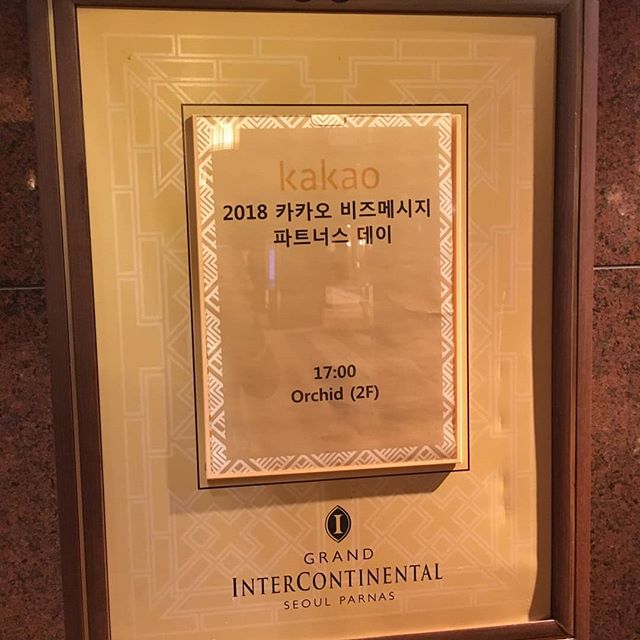 kakao
2018 카카오 비즈메시지
파트너스 데이
17:00
Orchid (2F)
I
GRAND
INTERCONTINENTAL
SEOUL PARNAS